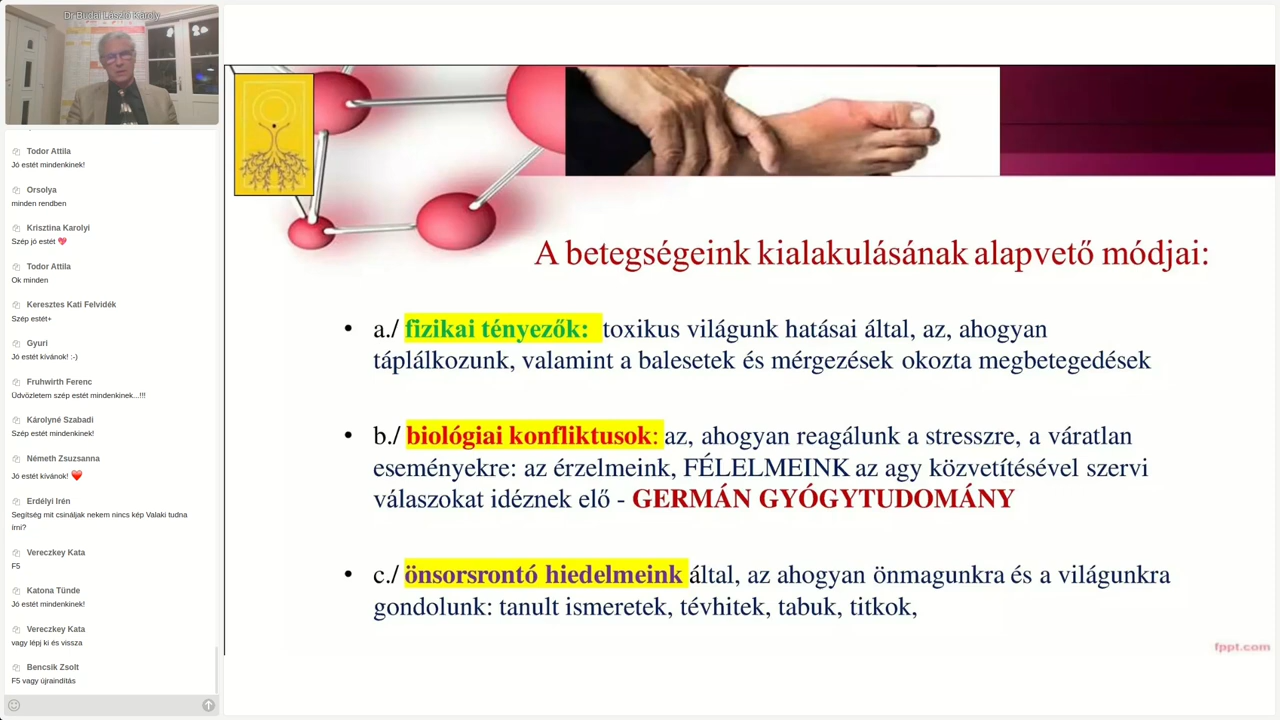 Dr Budai László Károly
Todor Attila
Jó estét mindenkinek!
Orsolya
minden rendben
Krisztina Karolyi
Szép jó estét 💖
Todor Attila
Ok minden
Keresztes Kati Felvidék
Szép estét+
Gyuri
Jó estét kívánok! :-)
Fruhwirth Ferenc
Üdvözletem szép estét mindenkinek...!!!
Károlyné Szabadi
Szép estét mindenkinek!
Németh Zsuzsanna
Jó estét kívánok! ❤️
Erdélyi Irén
Segítség mit csináljak nekem nincs kép Valaki tudna
írni?
Vereczkey Kata
F5
Katona Tünde
Jó estét mindenkinek!
Vereczkey Kata
vagy lépj ki és vissza
Bencsik Zsolt
F5 vagy újraindítás
A betegségeink kialakulásának alapvető módjai:
• a./ fizikai tényezők: toxikus világunk hatásai által, az, ahogyan
táplálkozunk, valamint a balesetek és mérgezések okozta megbetegedések
• b./ biológiai konfliktusok: az, ahogyan reagálunk a stresszre, a váratlan
eseményekre: az érzelmeink, FÉLELMEINK az agy közvetítésével szervi
válaszokat idéznek elő - GERMÁN GYÓGYTUDOMÁNY
• c./ önsorsrontó hiedelmeink által, az ahogyan önmagunkra és a világunkra
gondolunk: tanult ismeretek, tévhitek, tabuk, titkok,
fppt.com